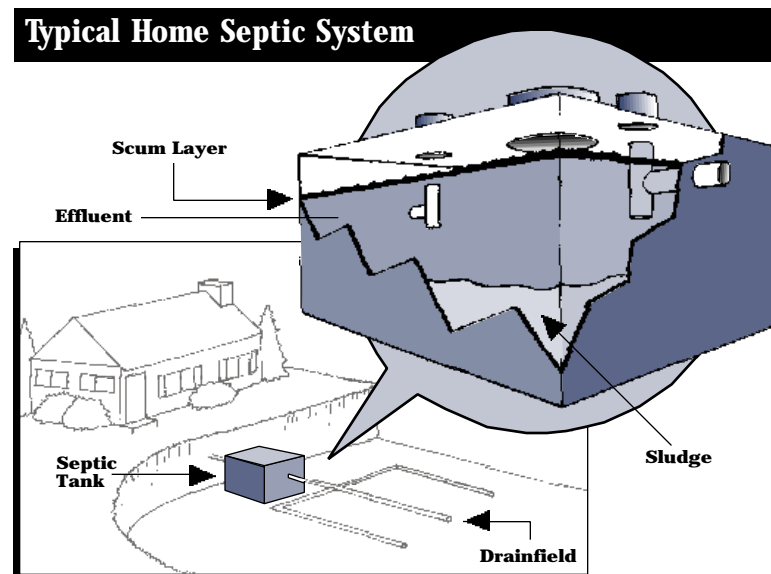 Typical Home Septic System
Scum Layer
Effluent
Septic
Tank
Sludge
Drainfield